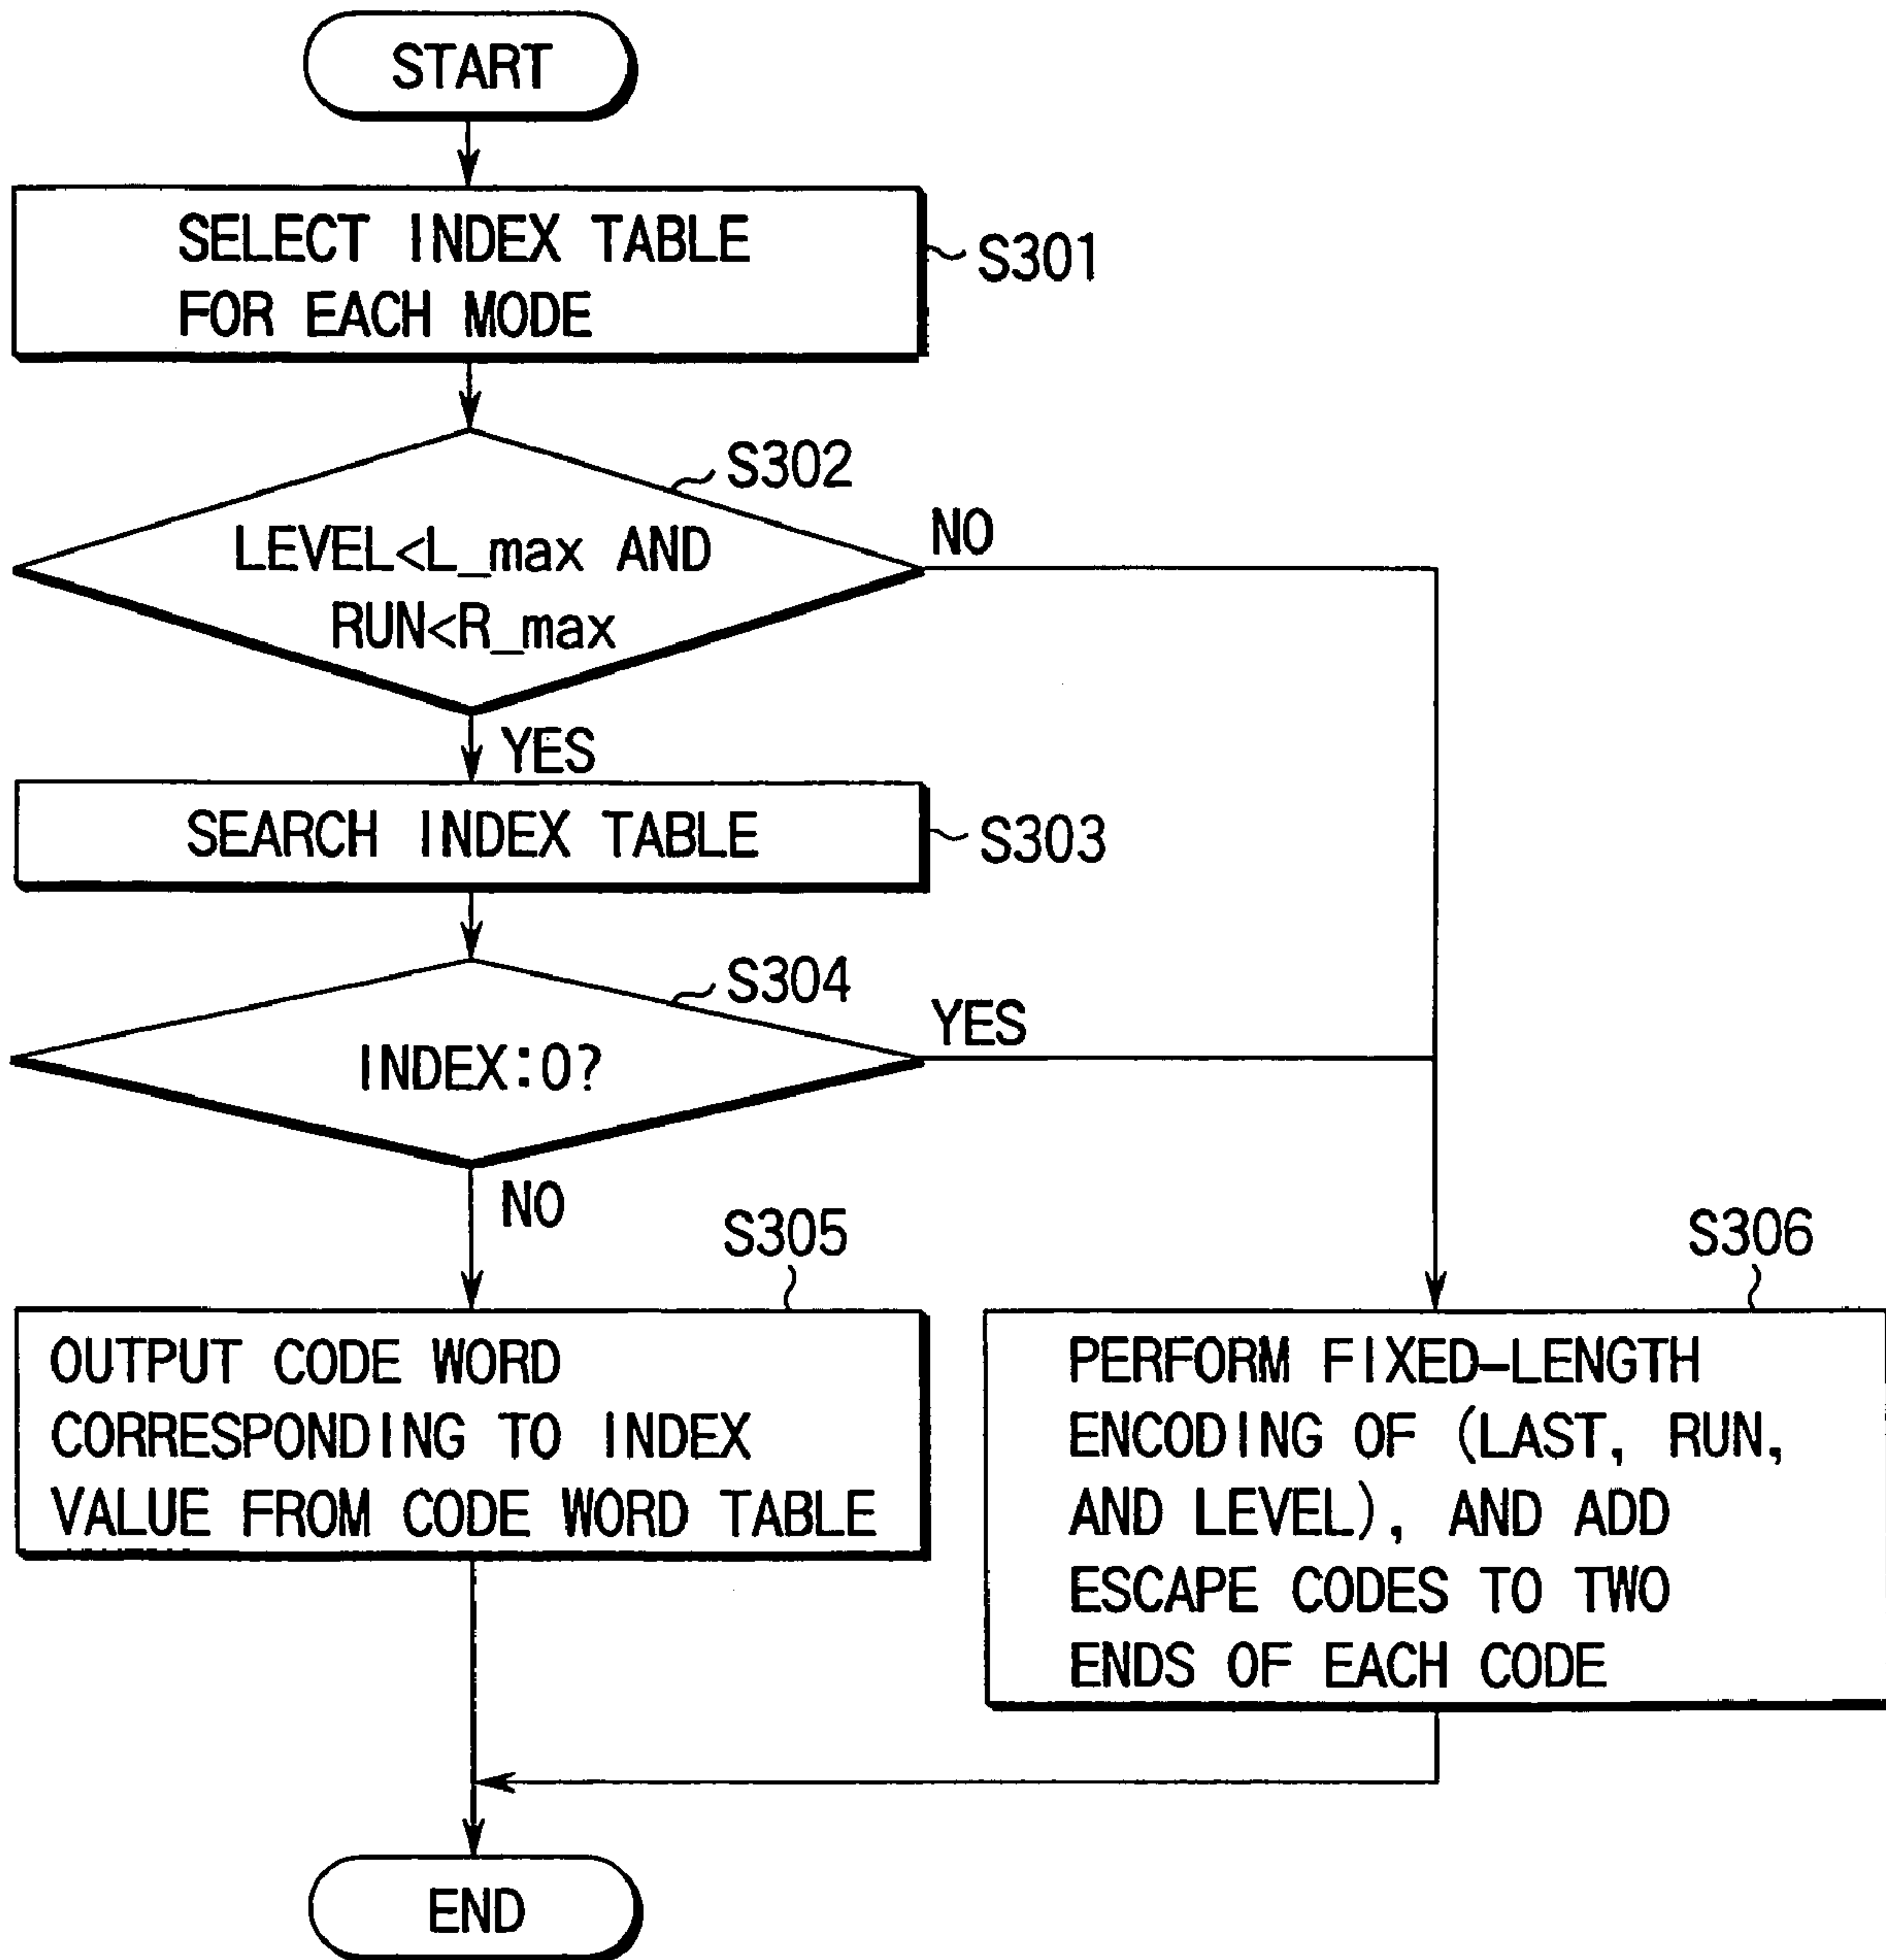 START
SELECT INDEX TABLE
FOR EACH MODE
S301
S302
LEVEL<L_max AND
RUN<R_max
NO
YES
SEARCH INDEX TABLE
S303
S304
INDEX:0?
YES
NO
S305
OUTPUT CODE WORD
CORRESPONDING TO INDEX
VALUE FROM CODE WORD TABLE
S306
PERFORM FIXED-LENGTH
ENCODING OF (LAST, RUN,
AND LEVEL), AND ADD
ESCAPE CODES TO TWO
ENDS OF EACH CODE
END